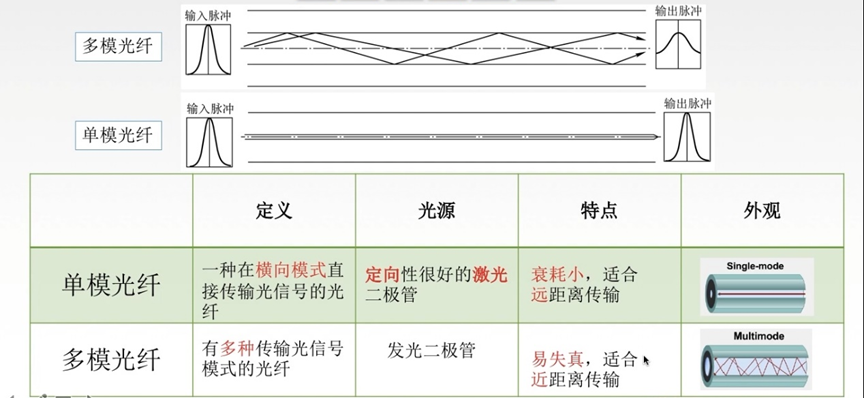 输入脉冲
输出脉冲
多模光纤
输入脉冲
输出脉冲
单模光纤
定义
光源
特点
外观
单模光纤
一种在横向模式直
接传输光信号的光
纤
定向性很好的激光
二极管
衰耗小，适合
远距离传输
Single-mode
多模光纤
有多种传输光信号
模式的光纤
发光二极管
易失真，适合
近距离传输
Multimode